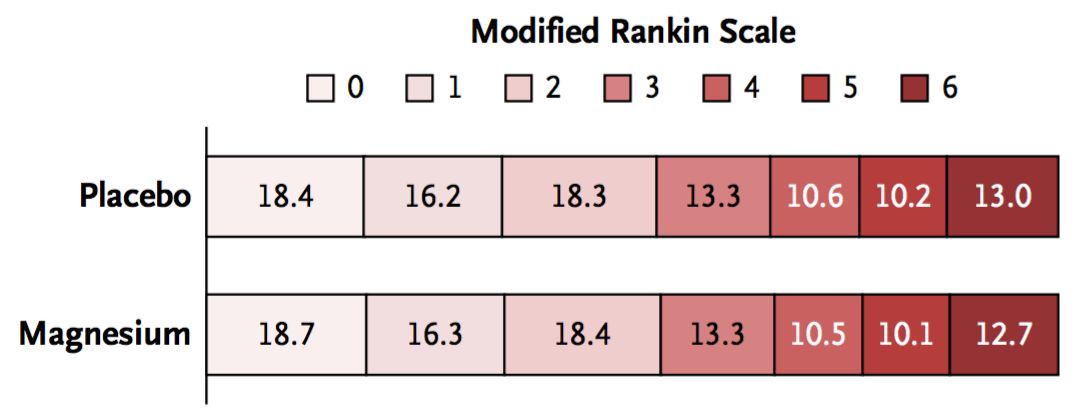 Modified Rankin Scale
0 1 2 3 4 5 6
Placebo 18.4 16.2 18.3 13.3 10.6 10.2 13.0
Magnesium 18.7 16.3 18.4 13.3 10.5 10.1 12.7